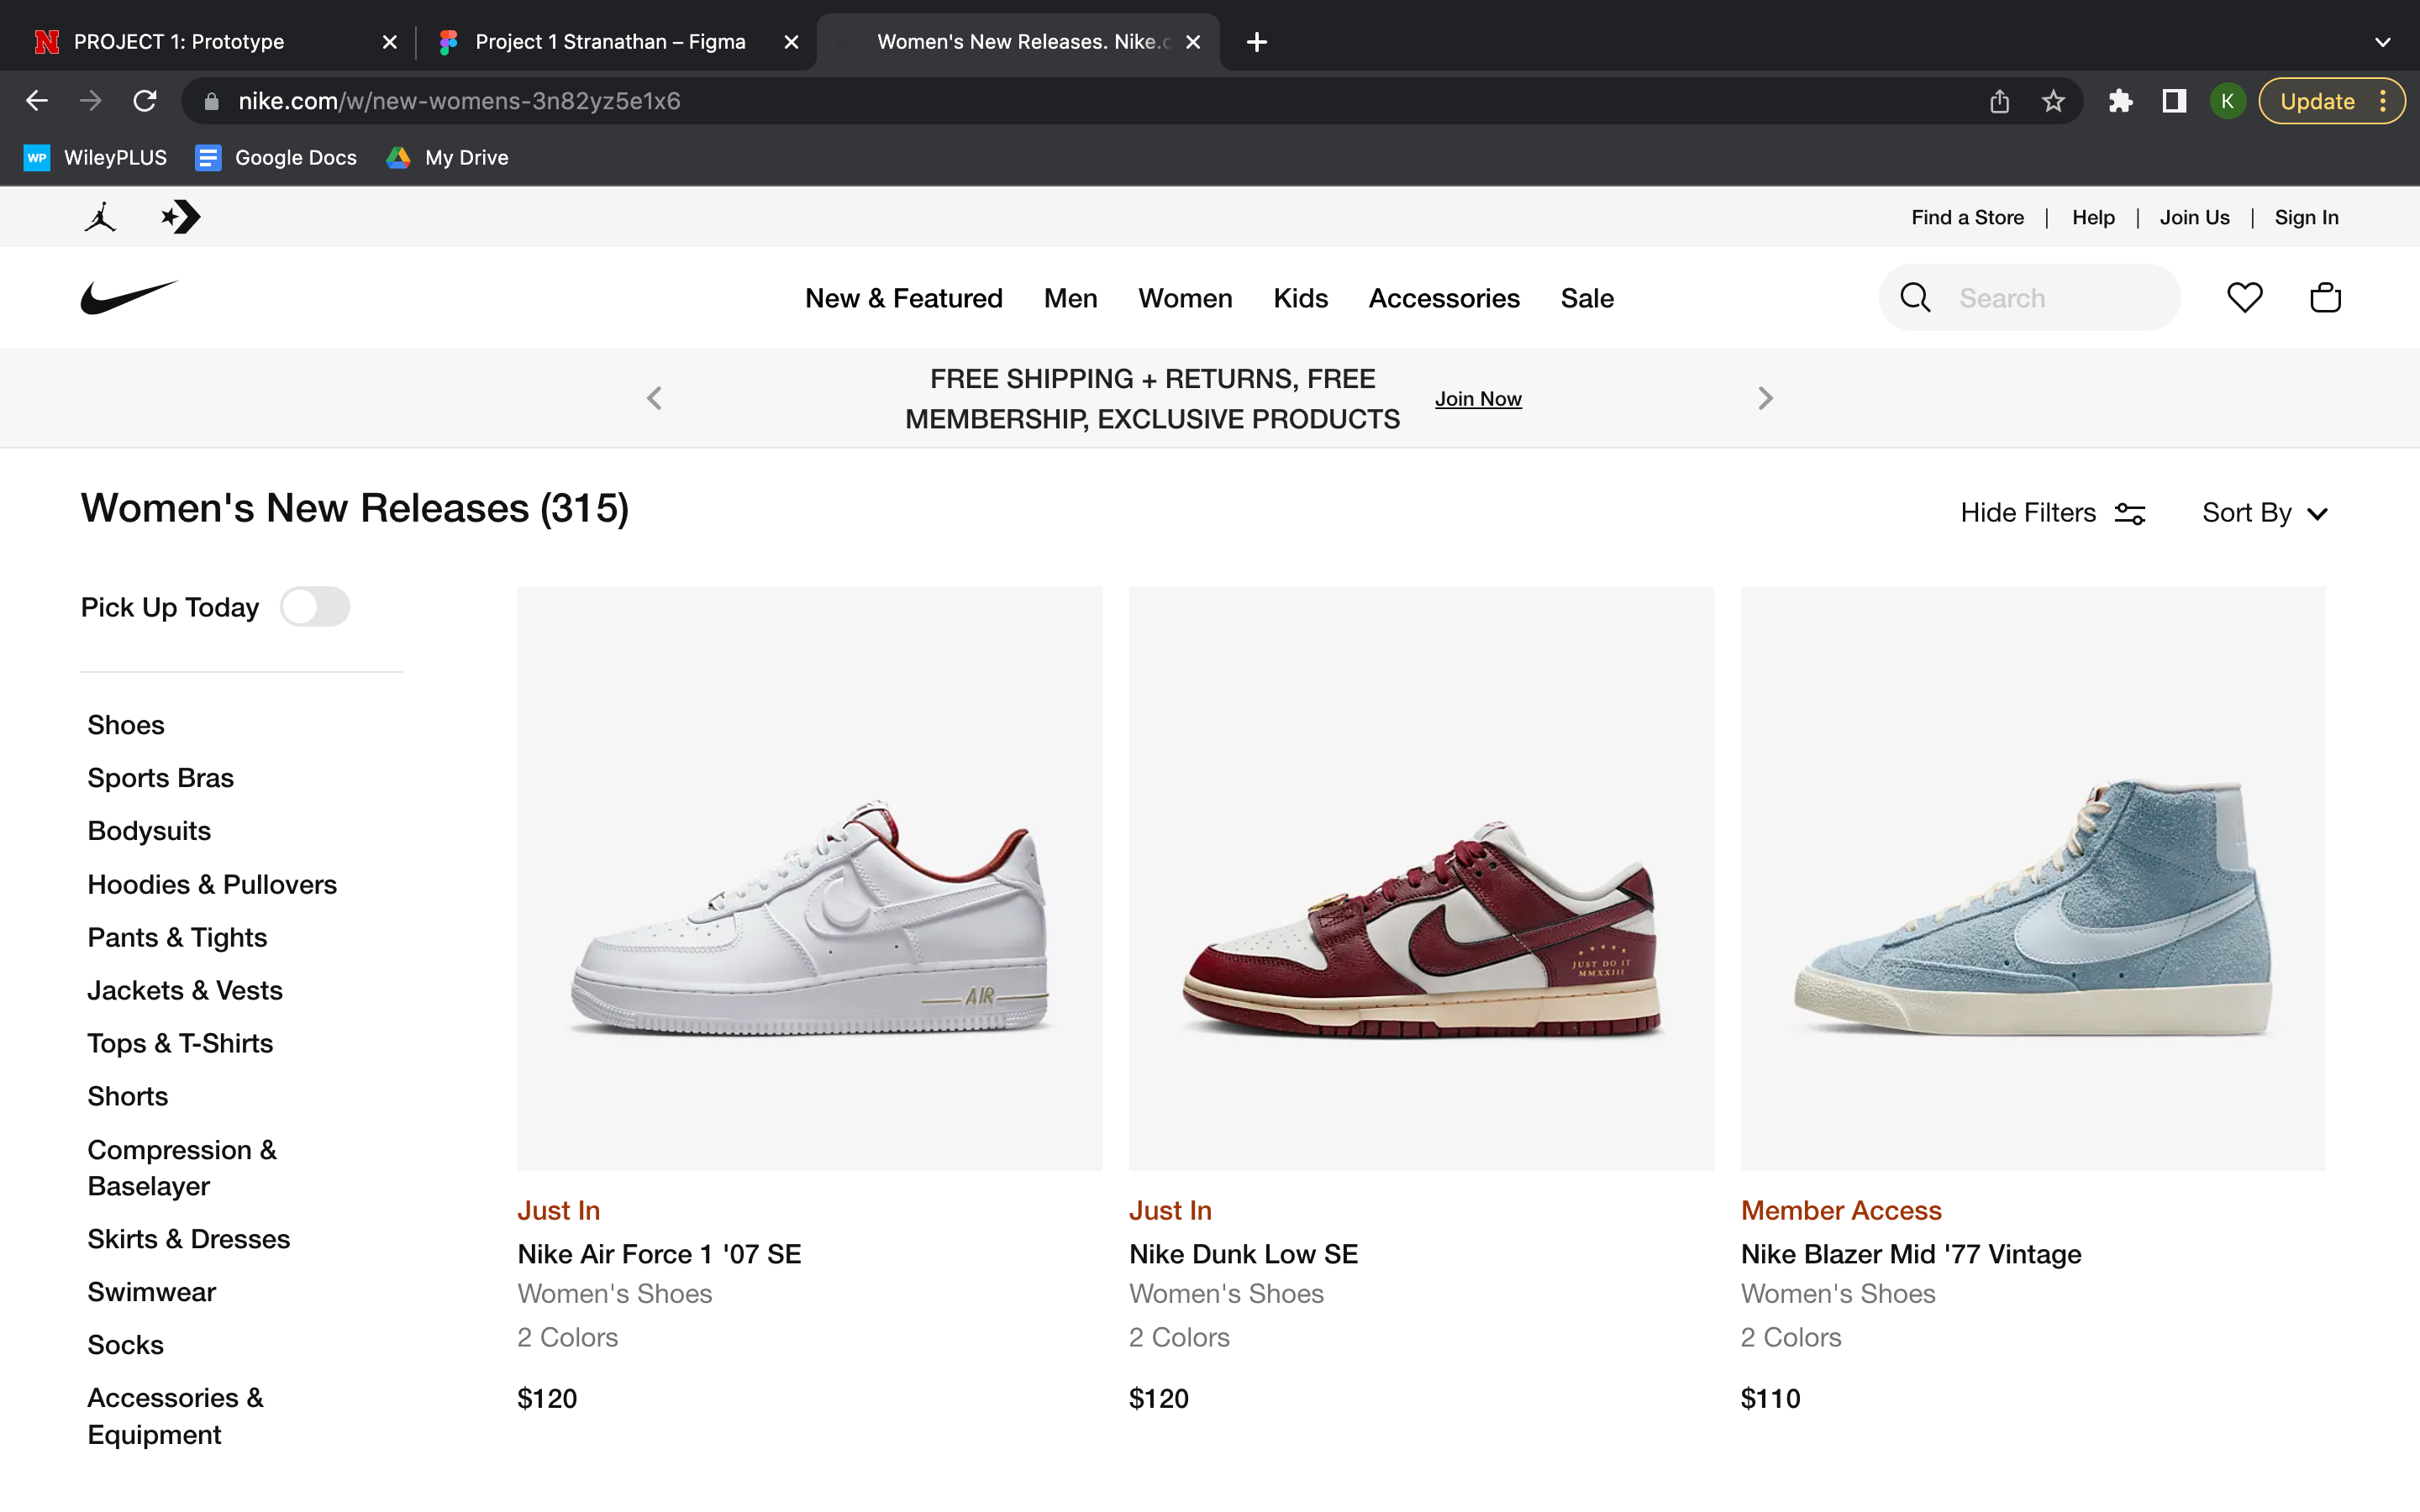 PROJECT 1: Prototype
Project 1 Stranathan – Figma
Women's New Releases. Nike.c
nike.com/w/new-womens-3n82yz5e1x6
K
Update
WP
WileyPLUS
Google Docs
My Drive
Find a Store | Help | Join Us | Sign In
New & Featured
Men
Women
Kids
Accessories
Sale
Search
FREE SHIPPING + RETURNS, FREE
MEMBERSHIP, EXCLUSIVE PRODUCTS
Join Now
Women's New Releases (315)
Hide Filters
Sort By
Pick Up Today
Shoes
Sports Bras
Bodysuits
Hoodies & Pullovers
Pants & Tights
Jackets & Vests
Tops & T-Shirts
Shorts
Compression &
Baselayer
Skirts & Dresses
Swimwear
Socks
Accessories &
Equipment
AIR
Just In
Nike Air Force 1 '07 SE
Women's Shoes
2 Colors
$120
JUST DO IT
MMXXIII
Just In
Nike Dunk Low SE
Women's Shoes
2 Colors
$120
Member Access
Nike Blazer Mid '77 Vintage
Women's Shoes
2 Colors
$110